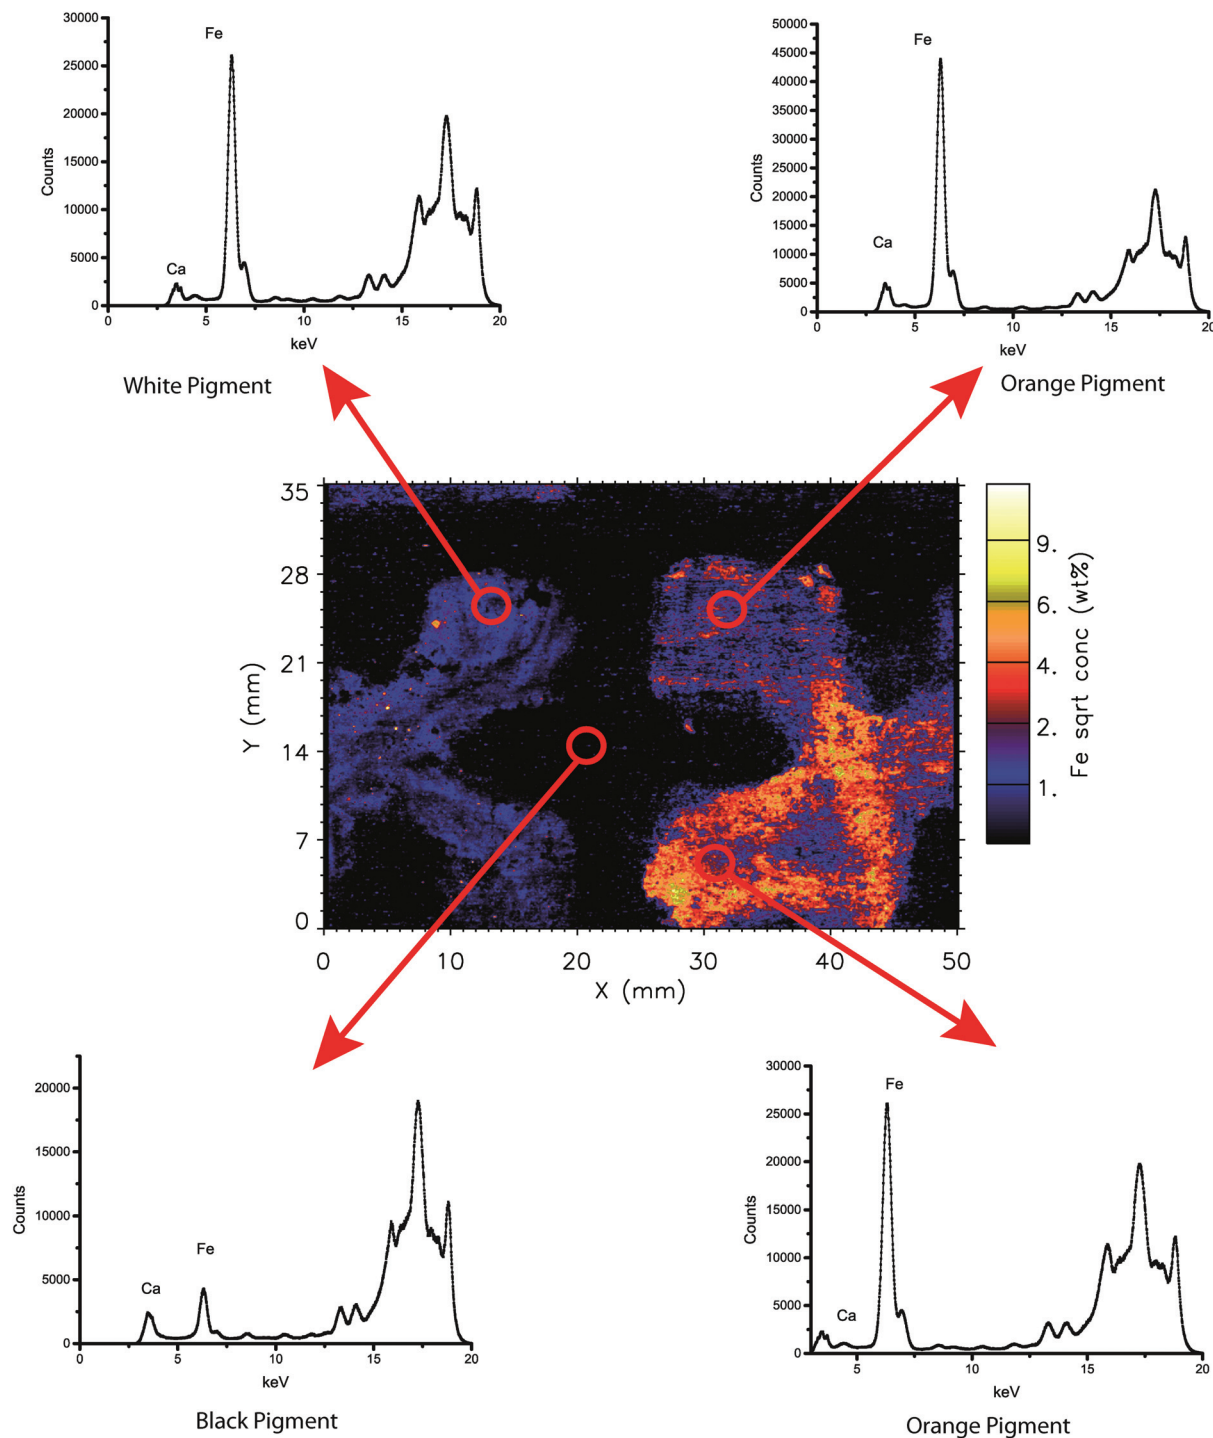 30000
25000
20000
15000
10000
5000
0
Counts
Fe
Ca
0 5 10 15 20
keV
White Pigment
50000
45000
40000
35000
30000
25000
20000
15000
10000
5000
0
Counts
Fe
Ca
0 5 10 15 20
keV
Orange Pigment
35
28
21
14
7
0
Y (mm)
0 10 20 30 40 50
X (mm)
9.
6.
4.
2.
1.
Fe sqrt conc (wt%)
20000
15000
10000
5000
0
Counts
Ca
Fe
0 5 10 15 20
keV
Black Pigment
30000
25000
20000
15000
10000
5000
0
Counts
Fe
Ca
5 10 15 20
keV
Orange Pigment